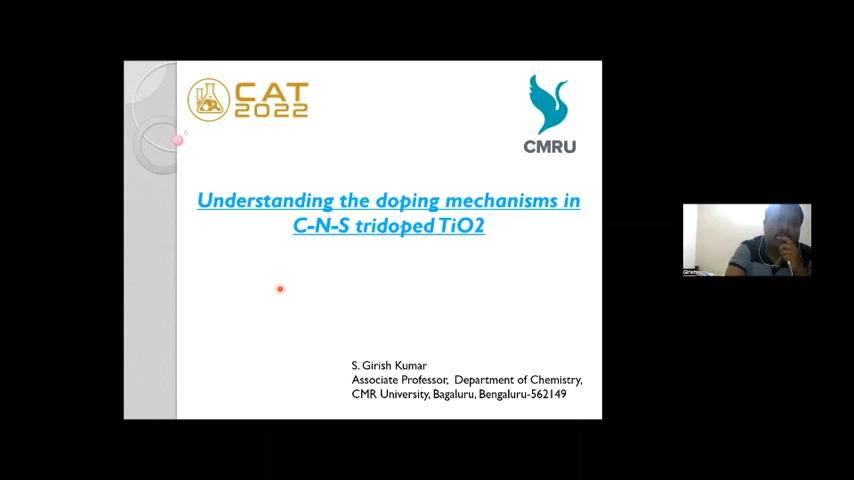 CAT
2022
CMRU
Understanding the doping mechanisms in
C-N-S tridoped TiO2
S. Girish Kumar
Associate Professor, Department of Chemistry,
CMR University, Bagaluru, Bengaluru-562149